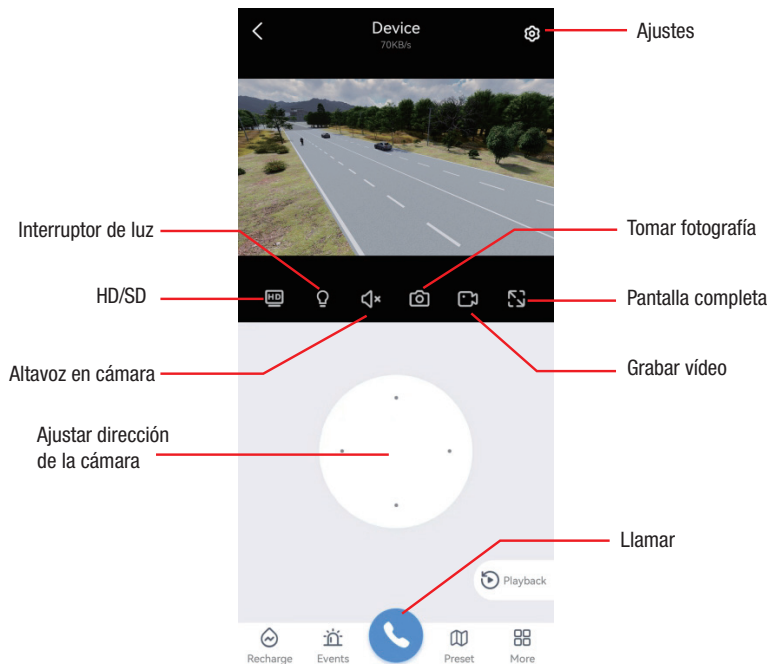 Device
70KB/s
Ajustes
Interruptor de luz
Tomar fotografía
HD
HD/SD
Pantalla completa
Altavoz en cámara
Grabar vídeo
Ajustar dirección
de la cámara
Llamar
Playback
Recharge
Events
Preset
More